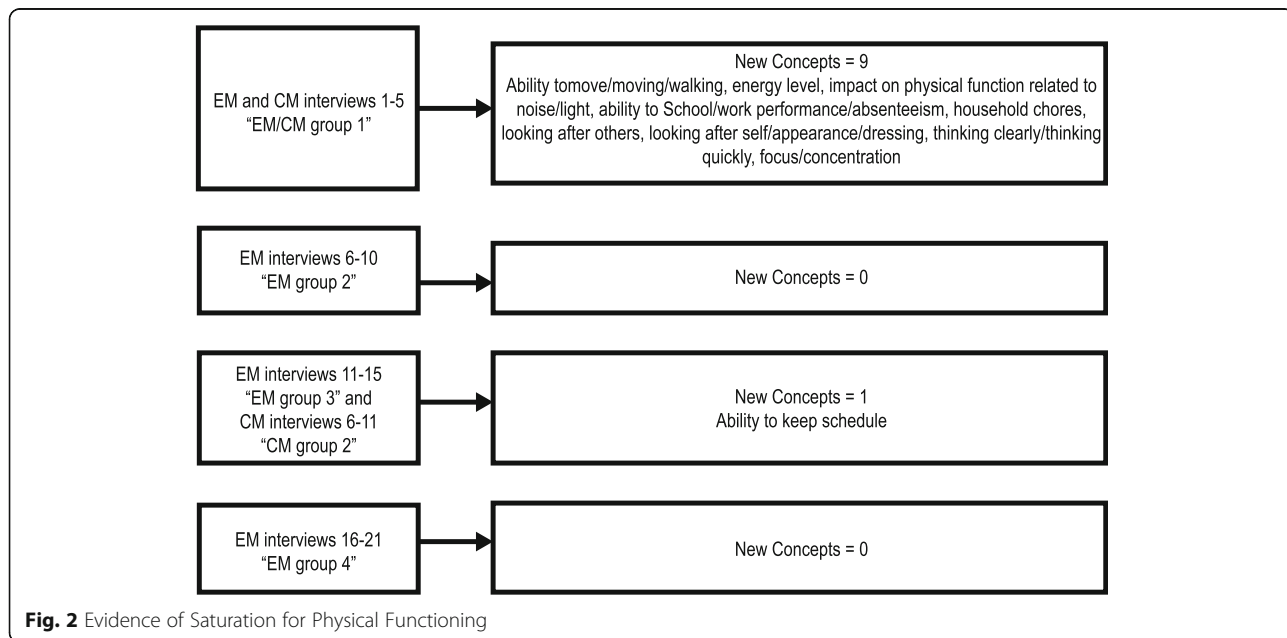 EM and CM interviews 1-5
“EM/CM group 1”
New Concepts = 9
Ability tomove/moving/walking, energy level, impact on physical function related to
noise/light, ability to School/work performance/absenteeism, household chores,
looking after others, looking after self/appearance/dressing, thinking clearly/thinking
quickly, focus/concentration
EM interviews 6-10
“EM group 2”
New Concepts = 0
EM interviews 11-15
“EM group 3” and
CM interviews 6-11
“CM group 2”
New Concepts = 1
Ability to keep schedule
EM interviews 16-21
“EM group 4”
New Concepts = 0
Fig. 2 Evidence of Saturation for Physical Functioning